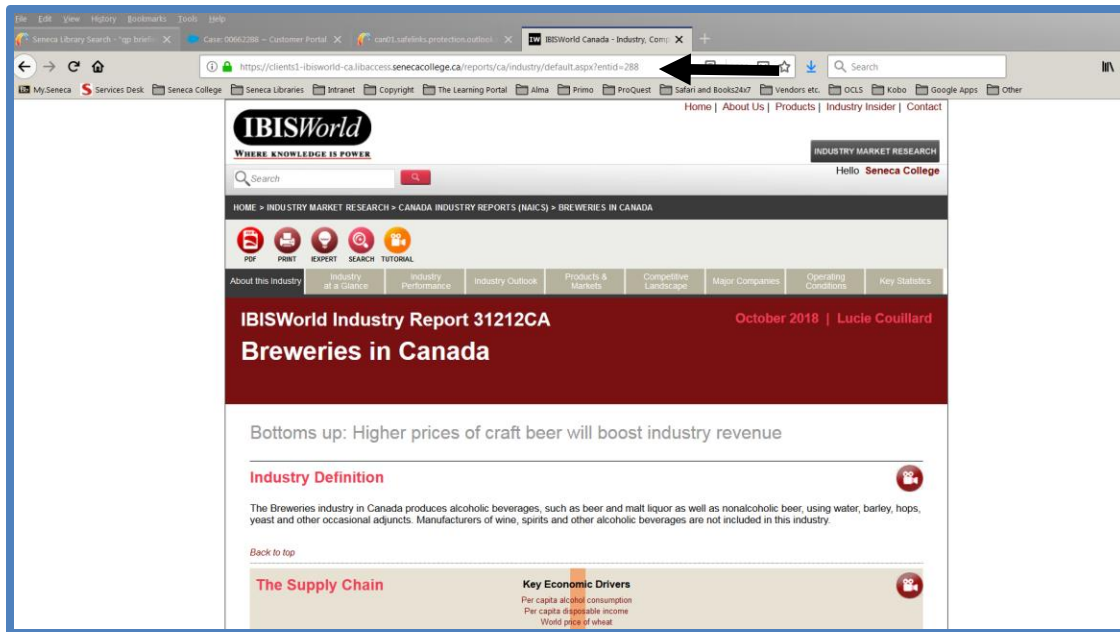 File Edit View History Bookmarks Tools Help
Seneca Library Search - "qp briefi
Case: 00662288 – Customer Portal
can01.safelinks.protection.outlook
IW IBISWorld Canada - Industry, Comp
https://clients1-ibisworld-ca.libaccess.senecacollege.ca/reports/ca/industry/default.aspx?entid=288
Search
My.Seneca Services Desk Seneca College Seneca Libraries Intranet Copyright The Learning Portal Alma Primo ProQuest Safari and Books24x7 Vendors etc. OCLS Kobo Google Apps Other
Home | About Us | Products | Industry Insider | Contact
IBISWorld
WHERE KNOWLEDGE IS POWER
INDUSTRY MARKET RESEARCH
Search
Hello Seneca College
HOME > INDUSTRY MARKET RESEARCH > CANADA INDUSTRY REPORTS (NAICS) > BREWERIES IN CANADA
PDF PRINT IEXPERT SEARCH TUTORIAL
About this Industry
Industry at a Glance
Industry Performance
Industry Outlook
Products & Markets
Competitive Landscape
Major Companies
Operating Conditions
Key Statistics
IBISWorld Industry Report 31212CA
October 2018 | Lucie Couillard
Breweries in Canada
Bottoms up: Higher prices of craft beer will boost industry revenue
Industry Definition
The Breweries industry in Canada produces alcoholic beverages, such as beer and malt liquor as well as nonalcoholic beer, using water, barley, hops,
yeast and other occasional adjuncts. Manufacturers of wine, spirits and other alcoholic beverages are not included in this industry.
Back to top
The Supply Chain
Key Economic Drivers
Per capita alcohol consumption
Per capita disposable income
World price of wheat